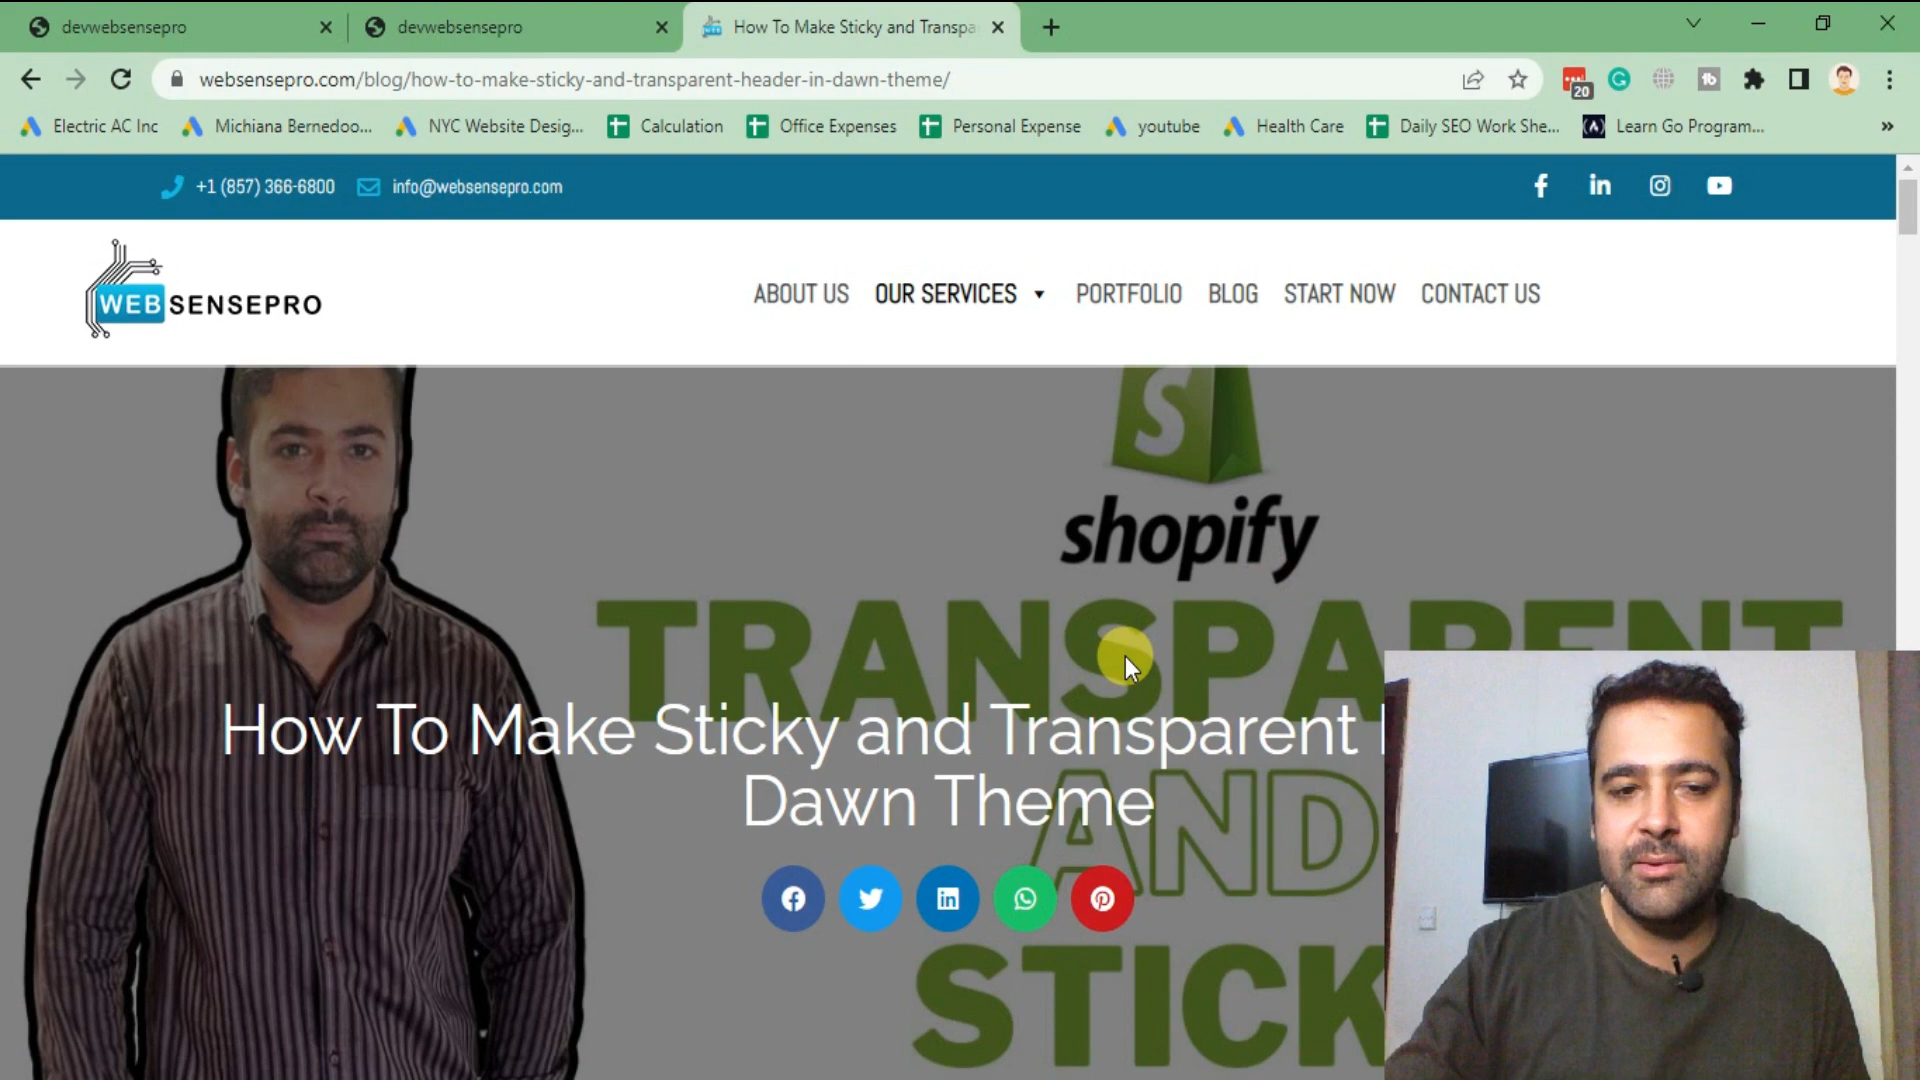 devwebsensepro
devwebsensepro
How To Make Sticky and Transpa
websensepro.com/blog/how-to-make-sticky-and-transparent-header-in-dawn-theme/
20
Electric AC Inc
Michiana Bernedoo...
NYC Website Desig...
Calculation
Office Expenses
Personal Expense
youtube
Health Care
Daily SEO Work She...
Learn Go Program...
+1 (857) 366-6800
info@websensepro.com
WEBSENSEPRO
ABOUT US
OUR SERVICES
PORTFOLIO
BLOG
START NOW
CONTACT US
shopify
TRANSPARENT
How To Make Sticky and Transparent
Dawn Theme
AND
STICK